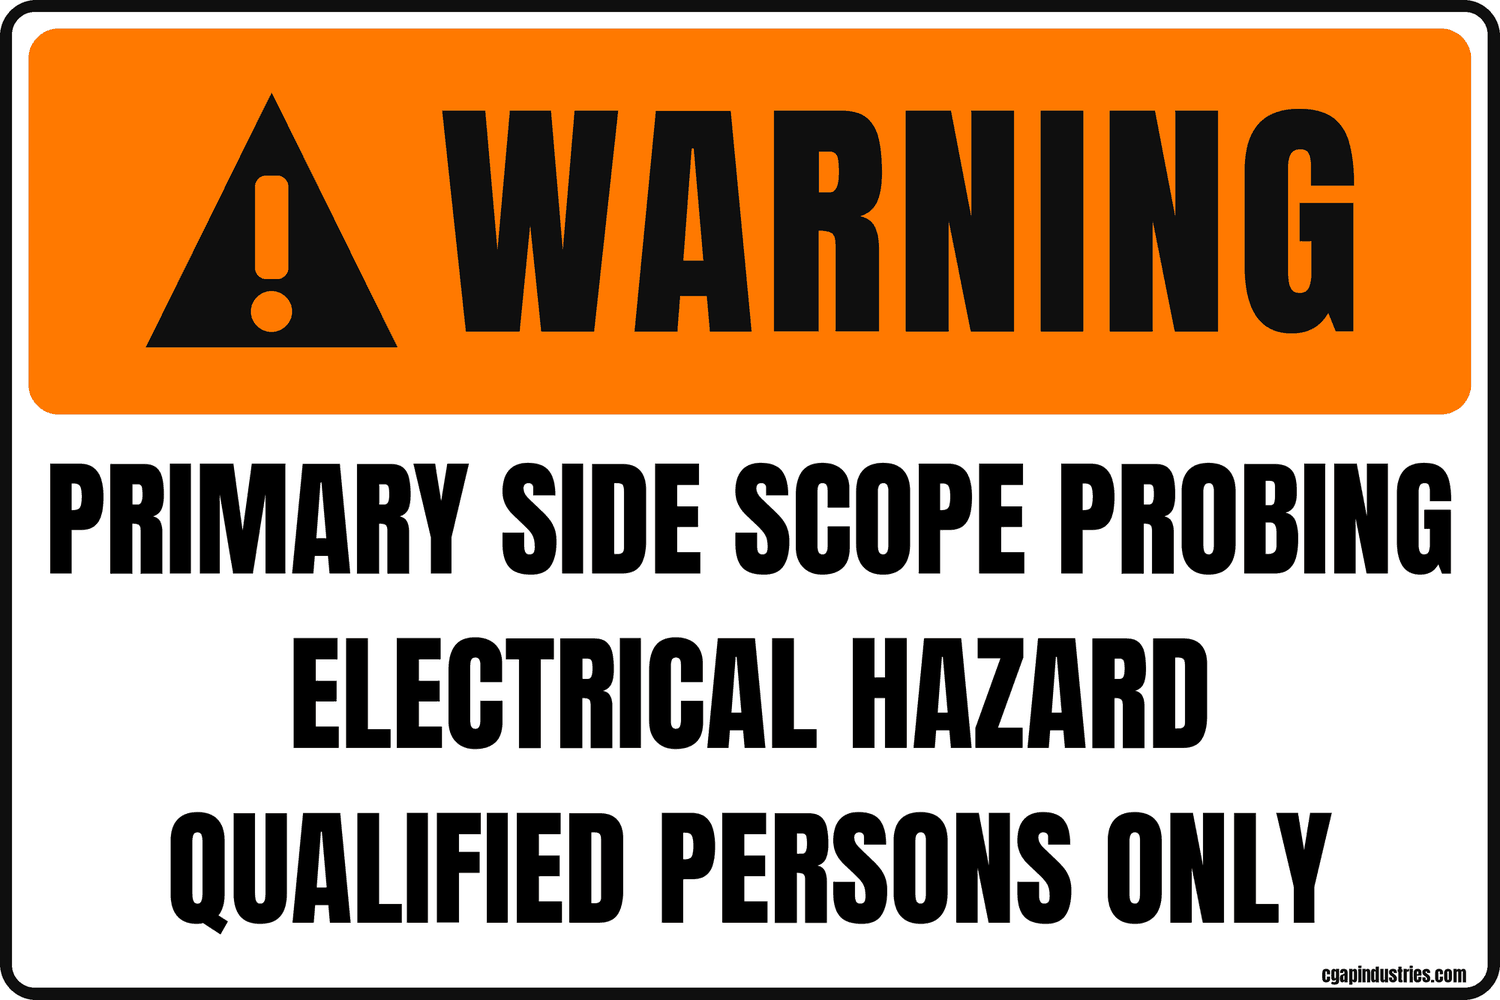 WARNING
PRIMARY SIDE SCOPE PROBING
ELECTRICAL HAZARD
QUALIFIED PERSONS ONLY
cgapindustries.com